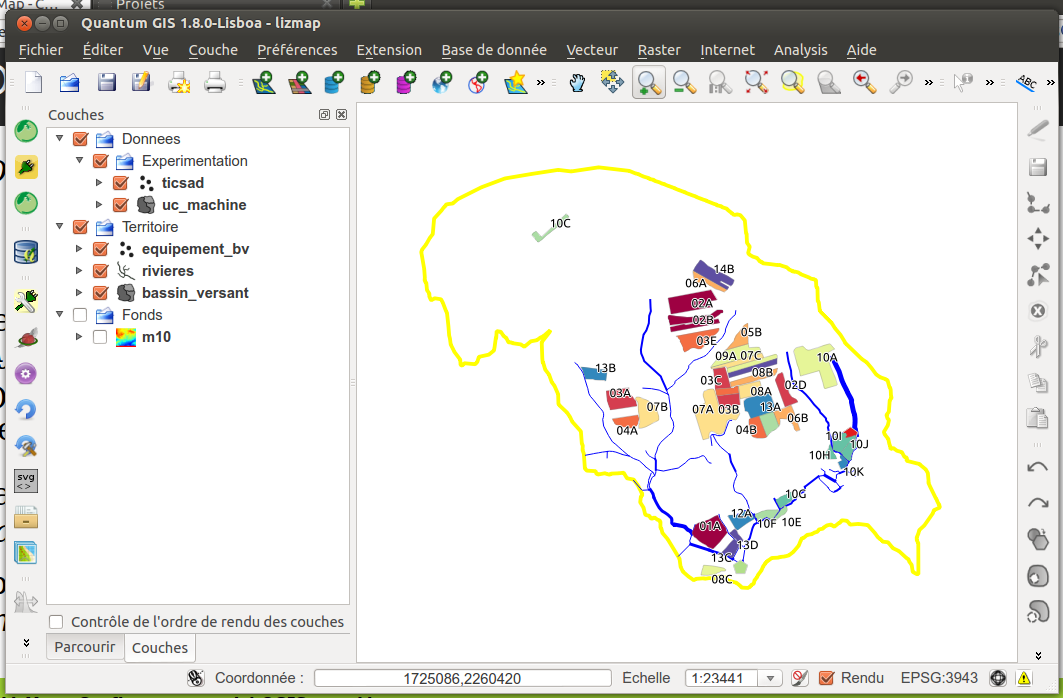 Map - C...
Projets
Quantum GIS 1.8.0-Lisboa - lizmap
Fichier Éditer Vue Couche Préférences Extension Base de donnée Vecteur Raster Internet Analysis Aide
ABC
Couches
Donnees
Experimentation
ticsad
uc_machine
Territoire
equipement_bv
rivieres
bassin_versant
Fonds
m10
svg
<>
10C
14B
06A
02A
02B
03E
05B
09A 07C
10A
13B
08B
03C
02D
03A
08A
07B
07A 03B
13A
06B
04A
04B
10I
10J
10H
10K
10G
12A
01A
10F 10E
13D
13C
08C
Contrôle de l'ordre de rendu des couches
Parcourir Couches
Coordonnée : 1725086,2260420 Echelle 1:23441 Rendu EPSG:3943